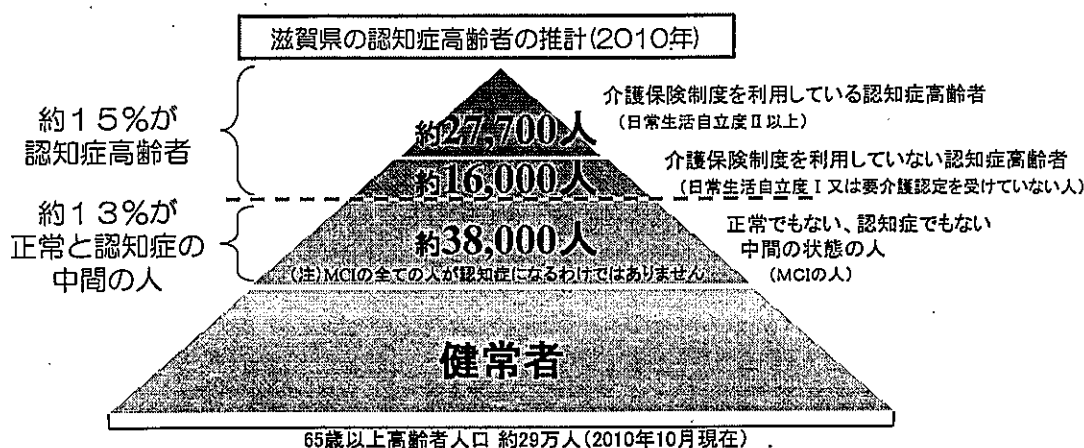 滋賀県の認知症高齢者の推計(2010年)
約15%が
認知症高齢者
約27,700人
介護保険制度を利用している認知症高齢者
(日常生活自立度Ⅱ以上)
約16,000人
介護保険制度を利用していない認知症高齢者
(日常生活自立度Ⅰ又は要介護認定を受けていない人)
約13%が
正常と認知症の
中間の人
約38,000人
(注)MCIの全ての人が認知症になるわけではありません
正常でもない、認知症でもない
中間の状態の人
(MCIの人)
健常者
65歳以上高齢者人口 約29万人(2010年10月現在)